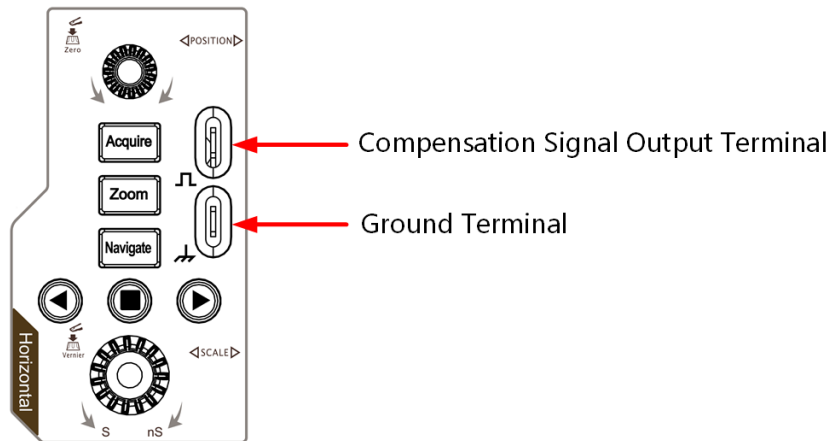 Zero
◁POSITION▷
Acquire
Compensation Signal Output Terminal
Zoom
Ground Terminal
Navigate
Horizontal
Vernier
◁SCALE▷
S nS